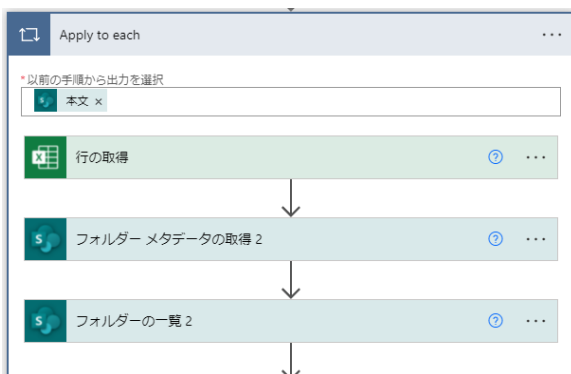 Apply to each
*以前の手順から出力を選択
本文 ×
行の取得
フォルダー メタデータの取得 2
フォルダーの一覧 2